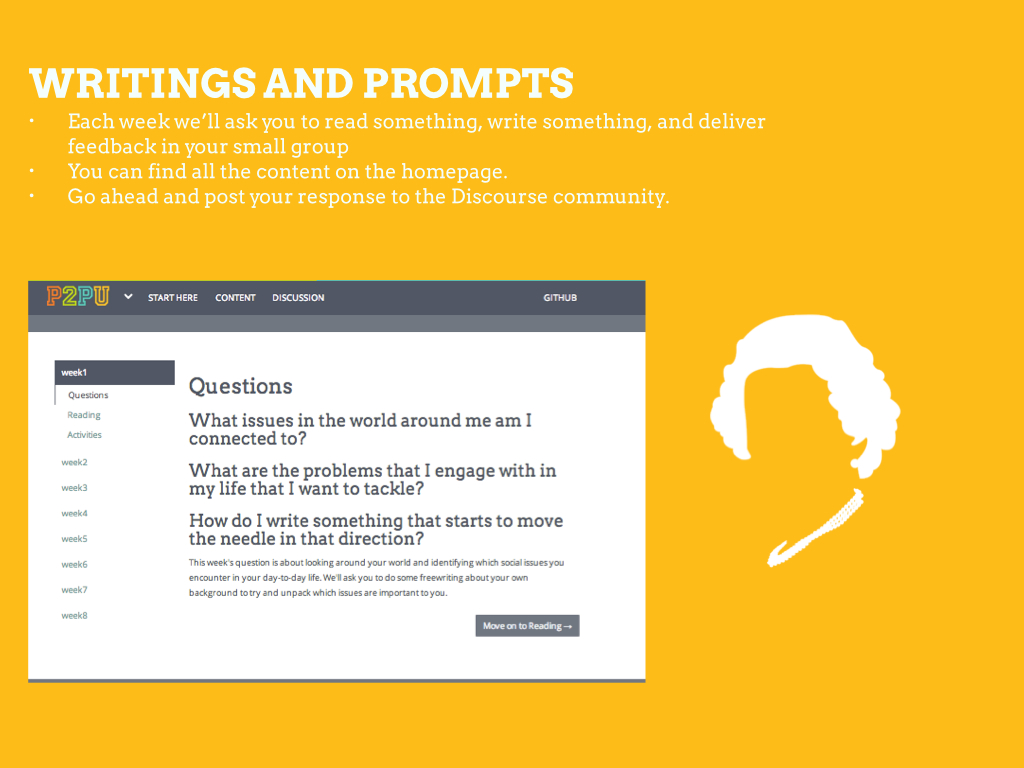 WRITINGS AND PROMPTS
• Each week we’ll ask you to read something, write something, and deliver
feedback in your small group
• You can find all the content on the homepage.
• Go ahead and post your response to the Discourse community.
P2PU START HERE CONTENT DISCUSSION GITHUB
week1
Questions
Reading
Activities
week2
week3
week4
week5
week6
week7
week8
Questions
What issues in the world around me am I
connected to?
What are the problems that I engage with in
my life that I want to tackle?
How do I write something that starts to move
the needle in that direction?
This week's question is about looking around your world and identifying which social issues you
encounter in your day-to-day life. We'll ask you to do some freewriting about your own
background to try and unpack which issues are important to you.
Move on to Reading →